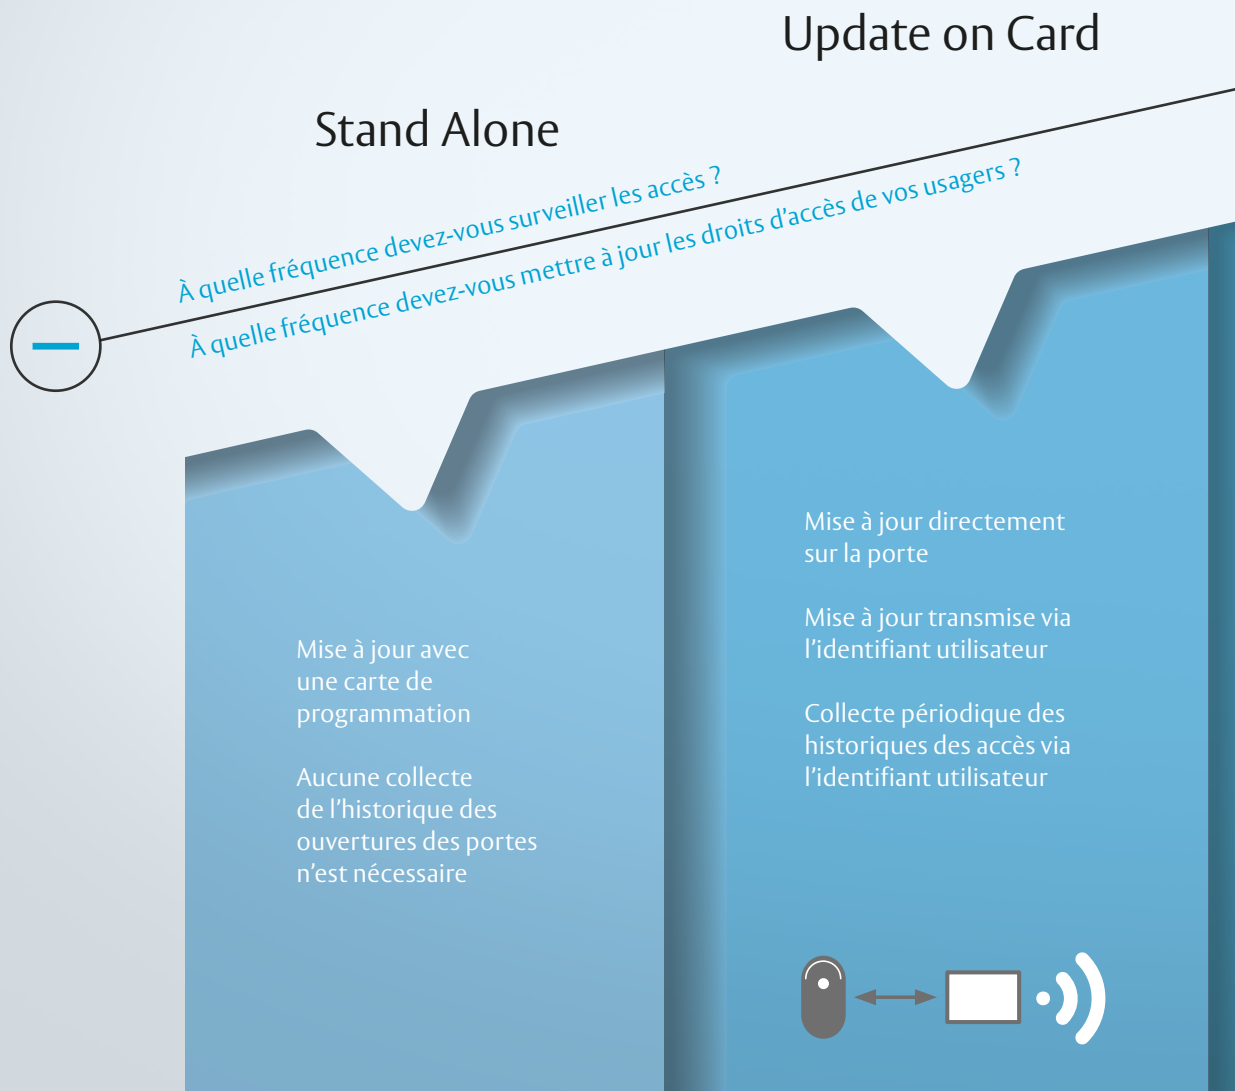 Update on Card
Stand Alone
À quelle fréquence devez-vous surveiller les accès ?
À quelle fréquence devez-vous mettre à jour les droits d’accès de vos usagers ?
Mise à jour avec
une carte de
programmation
Aucune collecte
de l’historique des
ouvertures des portes
n’est nécessaire
Mise à jour directement
sur la porte
Mise à jour transmise via
l’identifiant utilisateur
Collecte périodique des
historiques des accès via
l’identifiant utilisateur